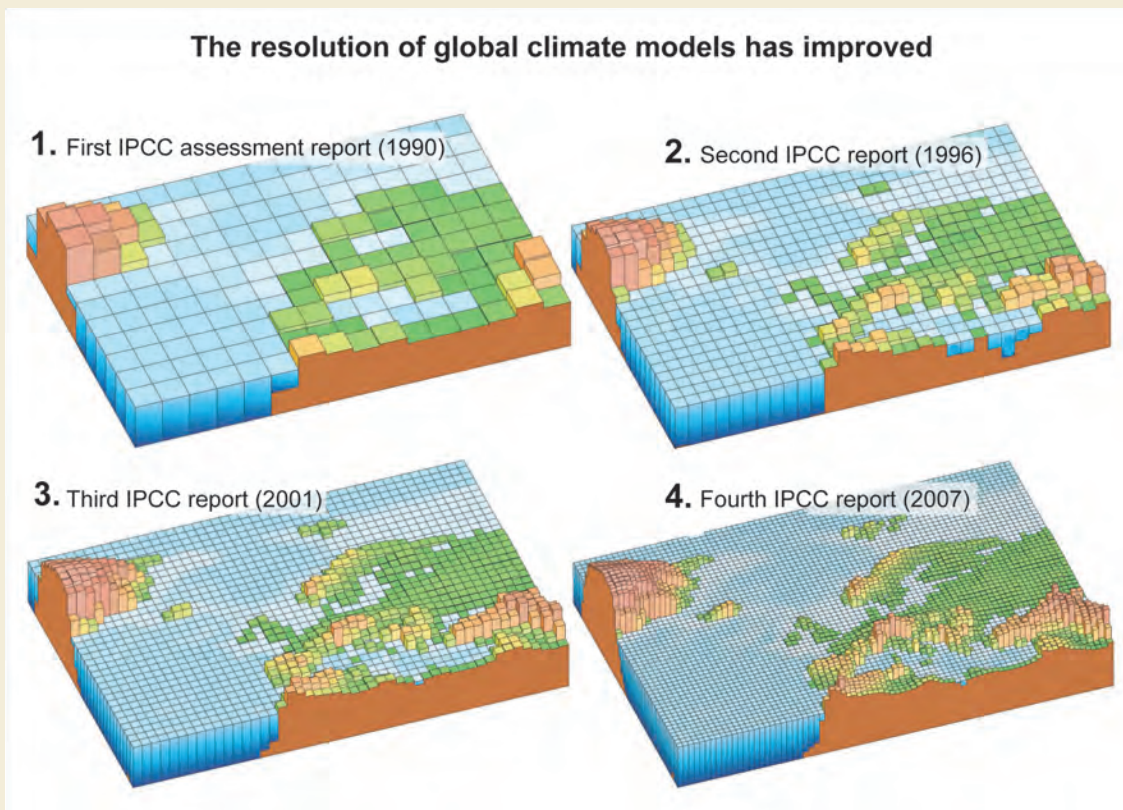 The resolution of global climate models has improved
1. First IPCC assessment report (1990)
2. Second IPCC report (1996)
3. Third IPCC report (2001)
4. Fourth IPCC report (2007)